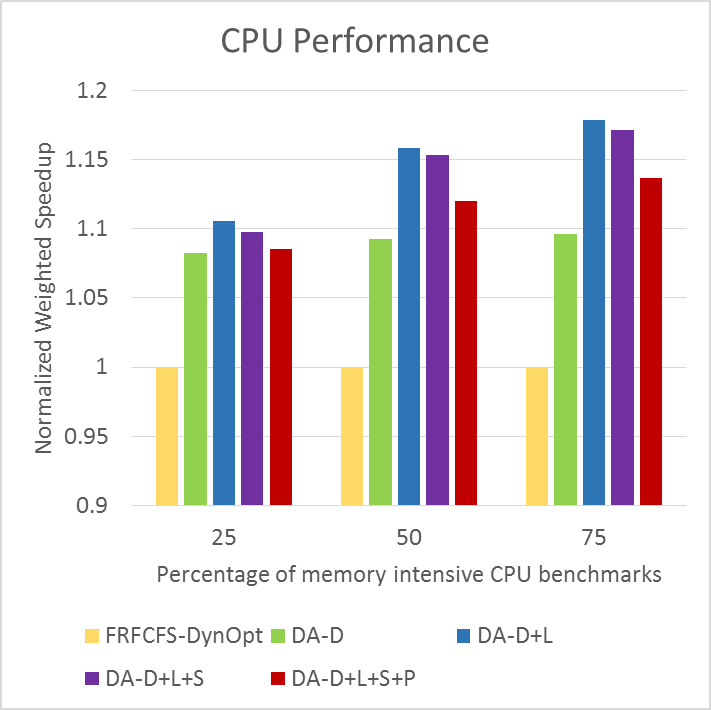 CPU Performance
Normalized Weighted Speedup
1.2
1.15
1.1
1.05
1
0.95
0.9
25 50 75
Percentage of memory intensive CPU benchmarks
FRFCFS-DynOpt DA-D DA-D+L
DA-D+L+S DA-D+L+S+P